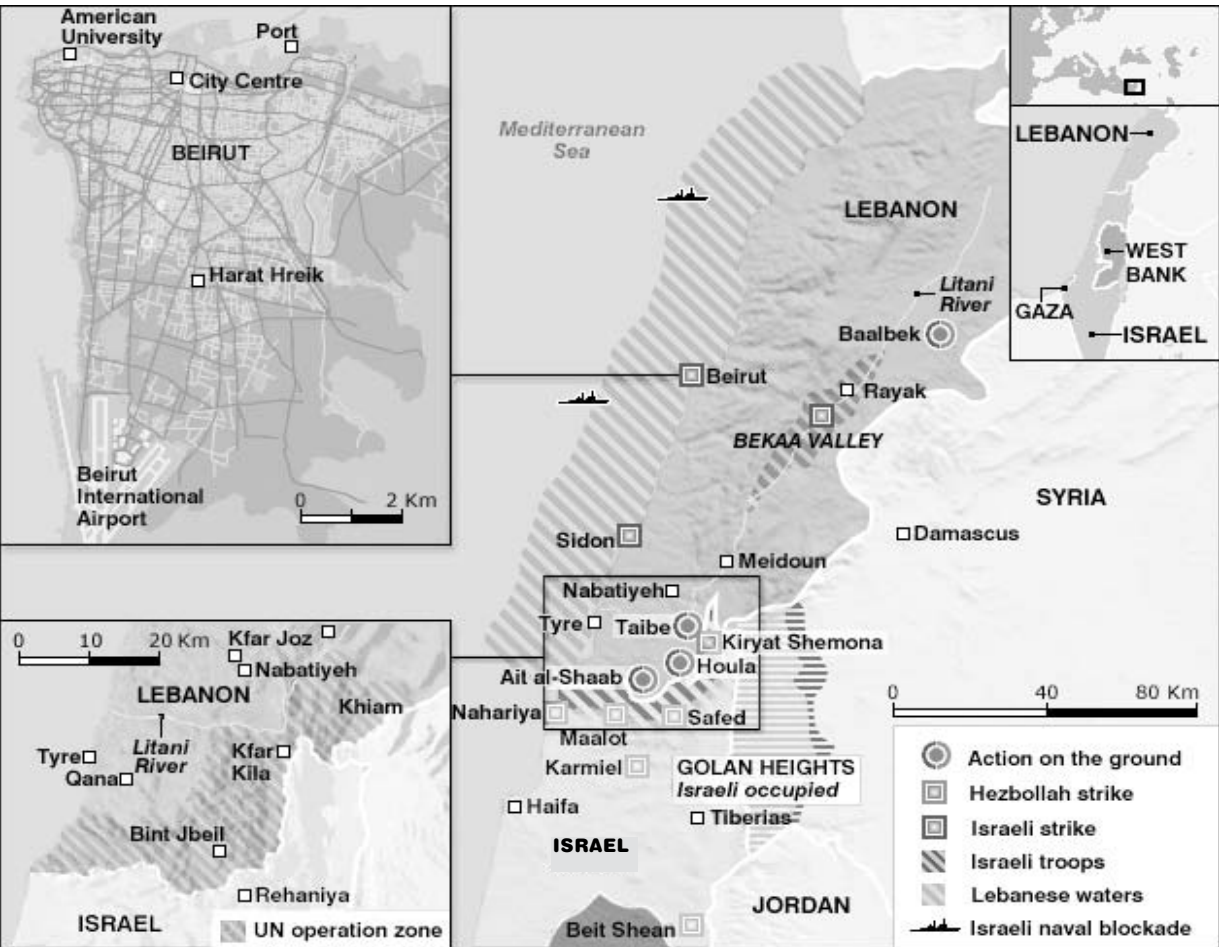 American
University
Port
City Centre
BEIRUT
Harat Hreik
Beirut
International
Airport
0 2 Km
Mediterranean
Sea
LEBANON
Litani
River
Baalbek
Beirut
Rayak
BEKAA VALLEY
SYRIA
Sidon
Damascus
Meidoun
Nabatiyeh
Tyre
Taibe
Kiryat Shemona
Houla
Ait al-Shaab
Nahariya
Safed
Maalot
Karmiel
GOLAN HEIGHTS
Israeli occupied
Haifa
Tiberias
ISRAEL
JORDAN
Beit Shean
LEBANON
WEST
BANK
GAZA
ISRAEL
0 10 20 Km
Kfar Joz
Nabatiyeh
LEBANON
Khiam
Litani
River
Tyre
Kfar
Kila
Qana
Bint Jbeil
Rehaniya
ISRAEL
UN operation zone
0 40 80 Km
Action on the ground
Hezbollah strike
Israeli strike
Israeli troops
Lebanese waters
Israeli naval blockade